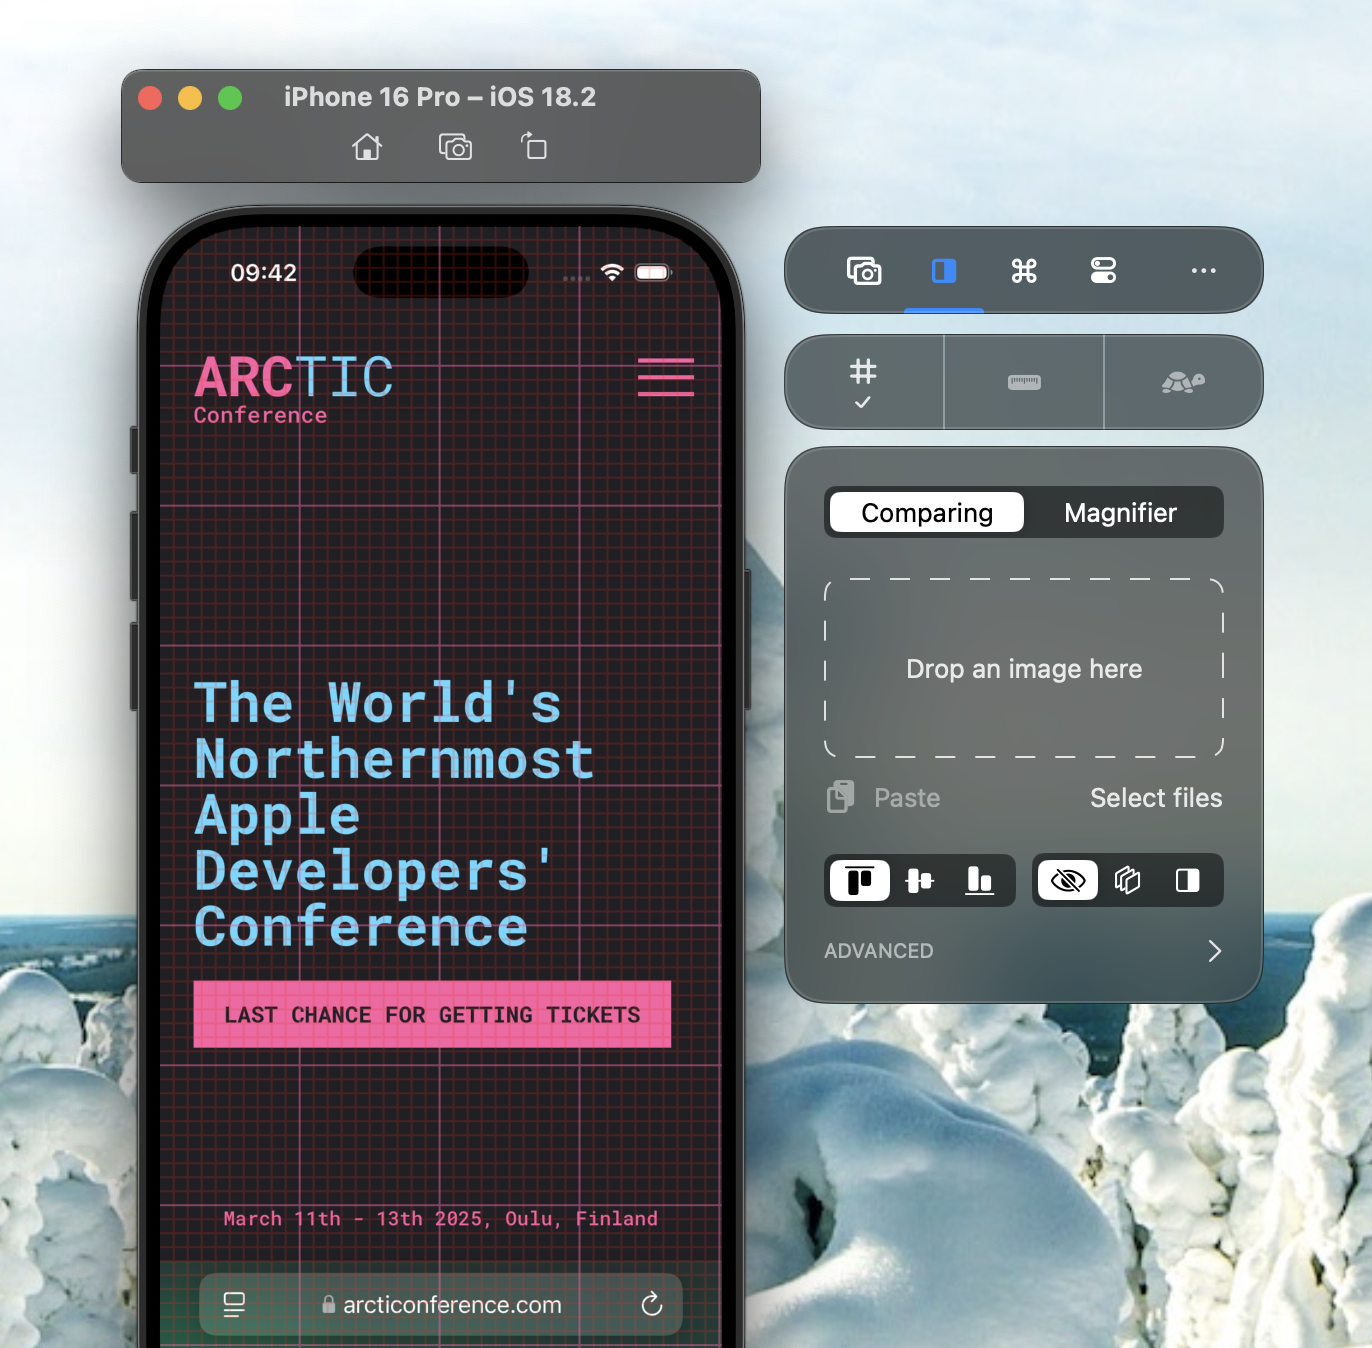 iPhone 16 Pro – iOS 18.2
09:42
ARCTIC
Conference
The World's
Northernmost
Apple
Developers'
Conference
LAST CHANCE FOR GETTING TICKETS
March 11th - 13th 2025, Oulu, Finland
arcticonference.com
Comparing Magnifier
Drop an image here
Paste Select files
ADVANCED